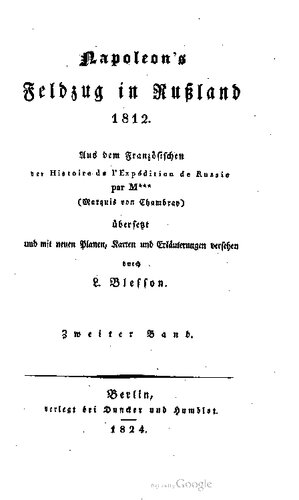 Napoleon's
Feldzug in Rußland
1812.
Aus dem Französischen
der Histoire de l'Expédition de Russie
par M***
(Marquis von Chambray)
übersetzt
und mit neuen Planen, Karten und Erläuterungen versehen
durch
L. Blesson.
Zweiter Band.
Berlin,
verlegt bei Duncker und Humblot.
1824.
Digitized by Google